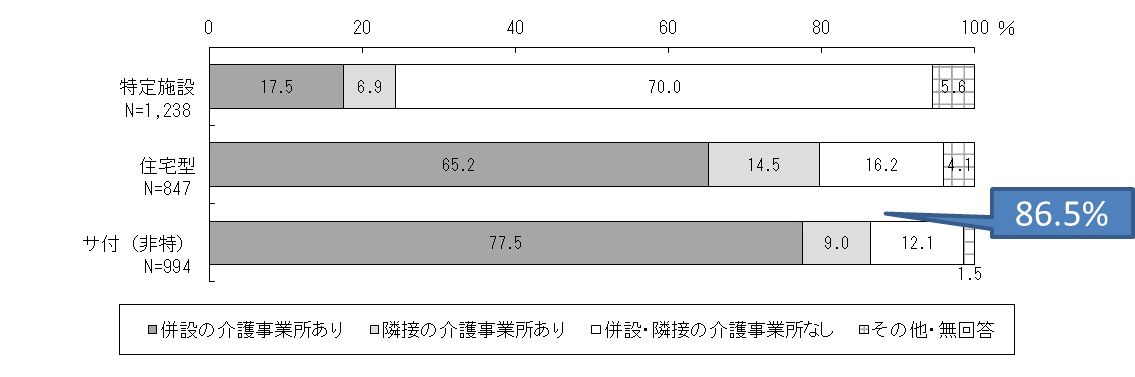 0 20 40 60 80 100 %
特定施設 17.5 6.9 70.0 5.6
N=1,238
住宅型 65.2 14.5 16.2 4.1
N=847
86.5%
サ付（非特） 77.5 9.0 12.1
N=994 1.5
併設の介護事業所あり 隣接の介護事業所あり 併設・隣接の介護事業所なし その他・無回答